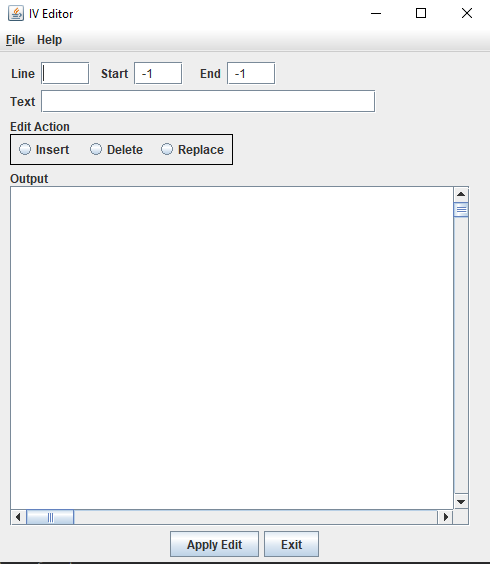 IV Editor
File Help
Line Start -1 End -1
Text
Edit Action
Insert Delete Replace
Output
Apply Edit Exit